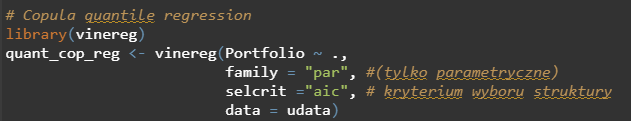 # Copula quantile regression
library(vinereg)
quant_cop_reg <- vinereg(Portfolio ~ .,
family = "par", #(tylko parametryczne)
selcrit ="aic", # kryterium wyboru struktury
data = udata)